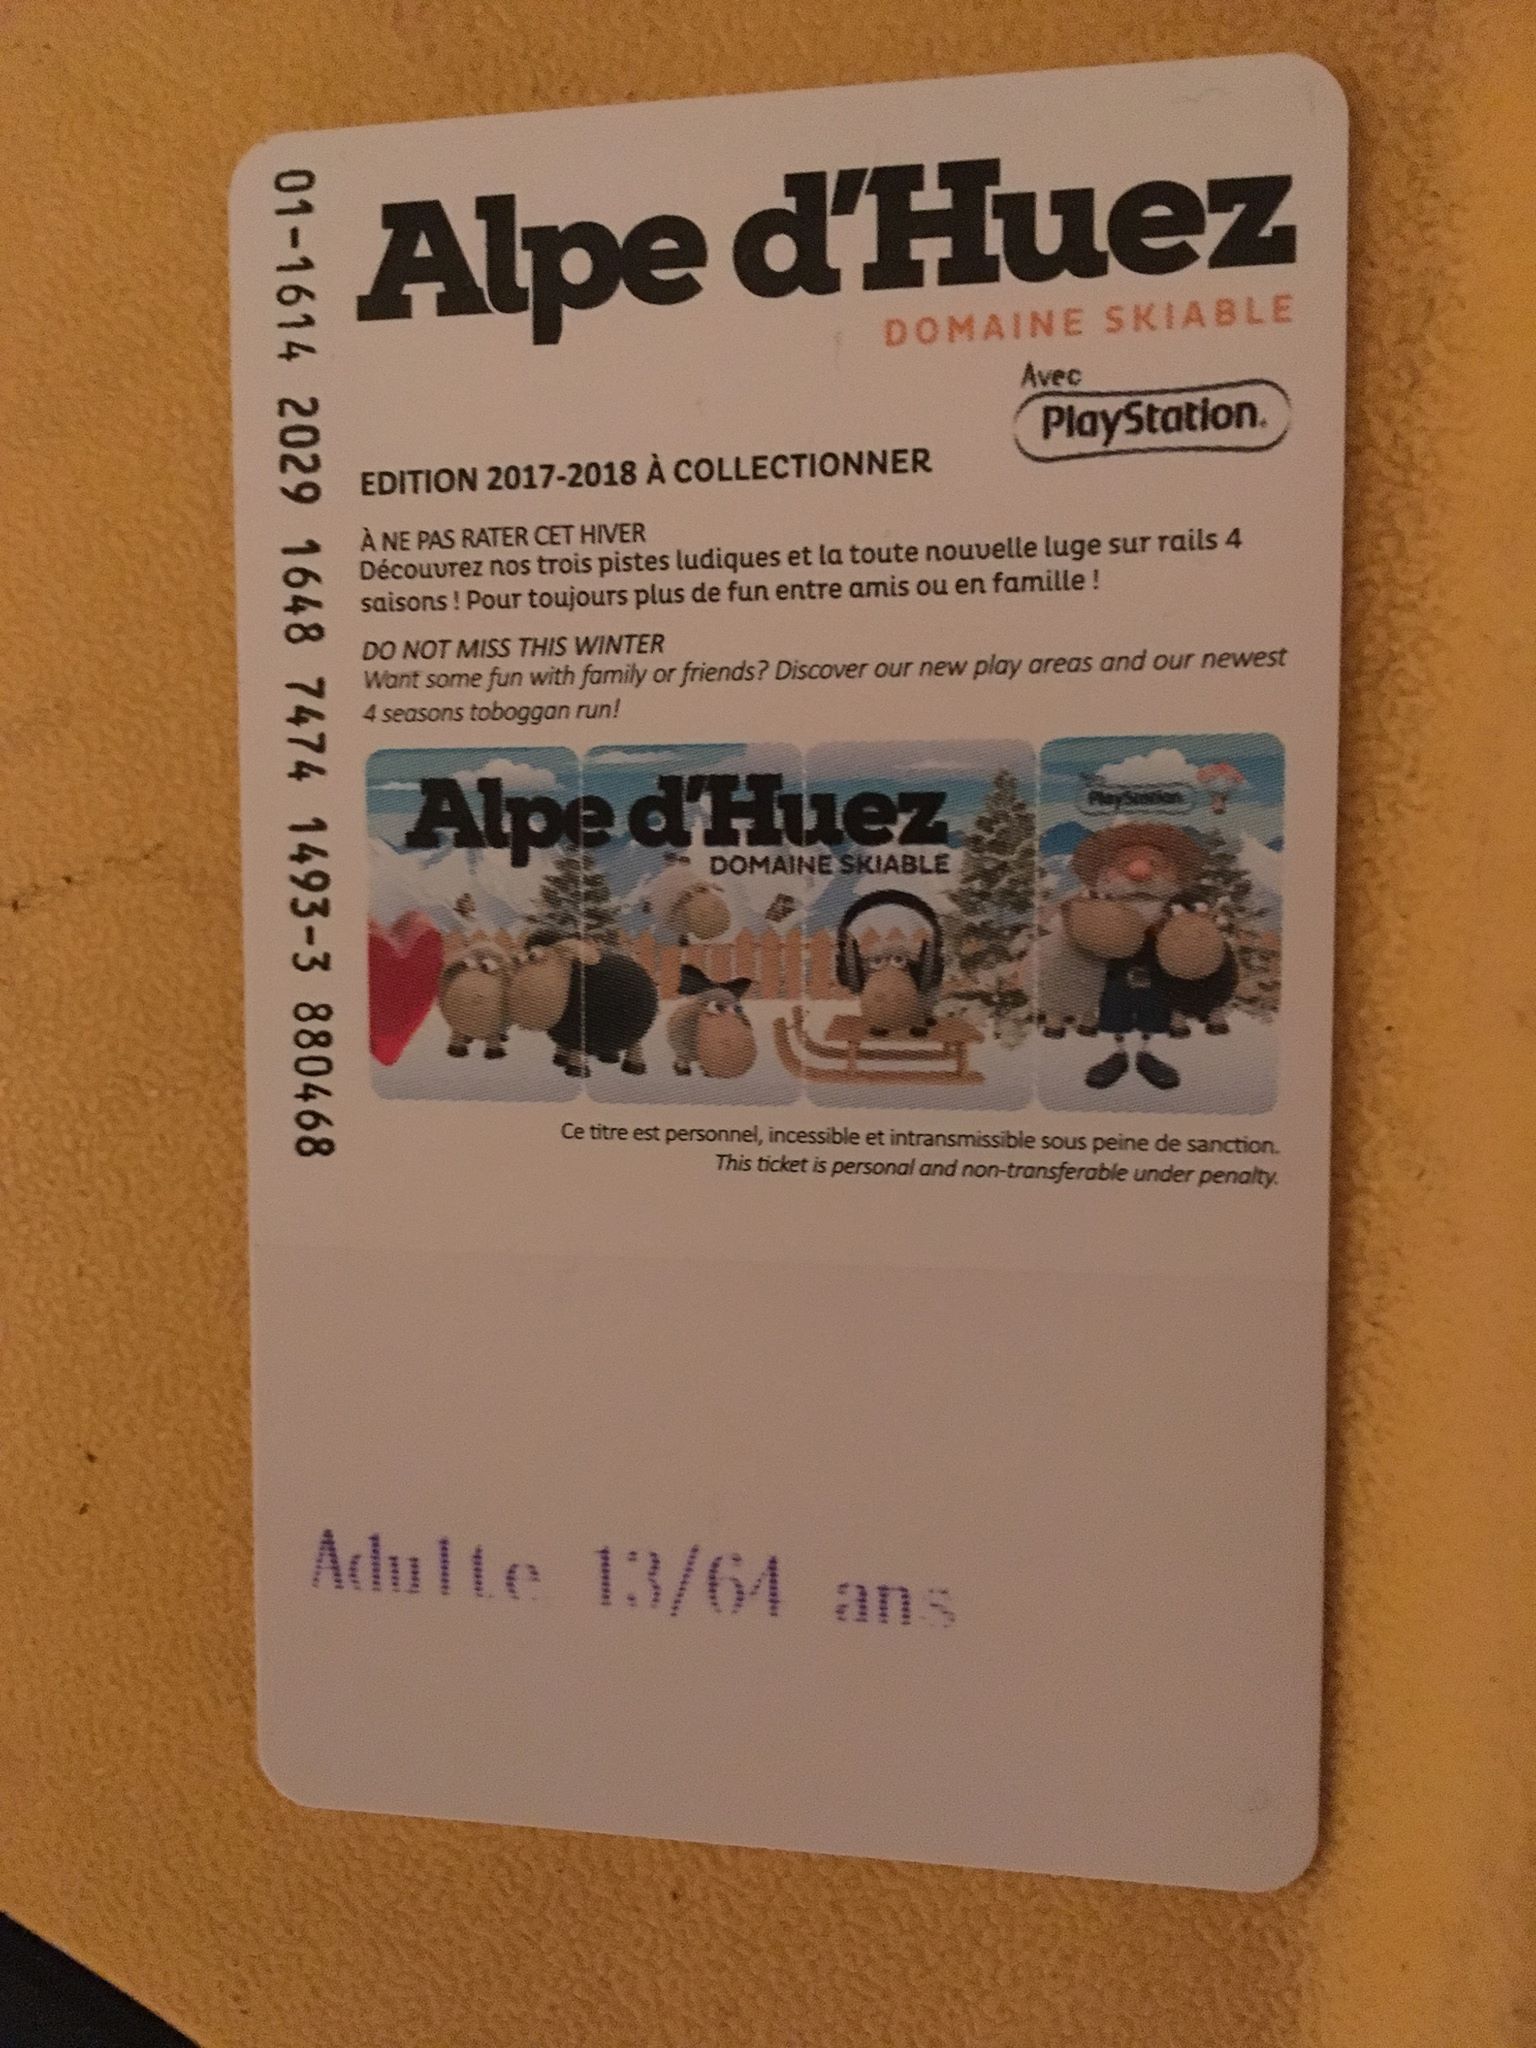 Alpe d'Huez
DOMAINE SKIABLE
Avec
PlayStation.
EDITION 2017-2018 À COLLECTIONNER
À NE PAS RATER CET HIVER
Découvrez nos trois pistes ludiques et la toute nouvelle luge sur rails 4
saisons ! Pour toujours plus de fun entre amis ou en famille !
DO NOT MISS THIS WINTER
Want some fun with family or friends? Discover our new play areas and our newest
4 seasons toboggan run!
Alpe d'Huez
DOMAINE SKIABLE
PlayStation
Ce titre est personnel, incessible et intransmissible sous peine de sanction.
This ticket is personal and non-transferable under penalty.
01-1614 2029 1648 7474 1493-3 880468
Adulte 13/64 ans